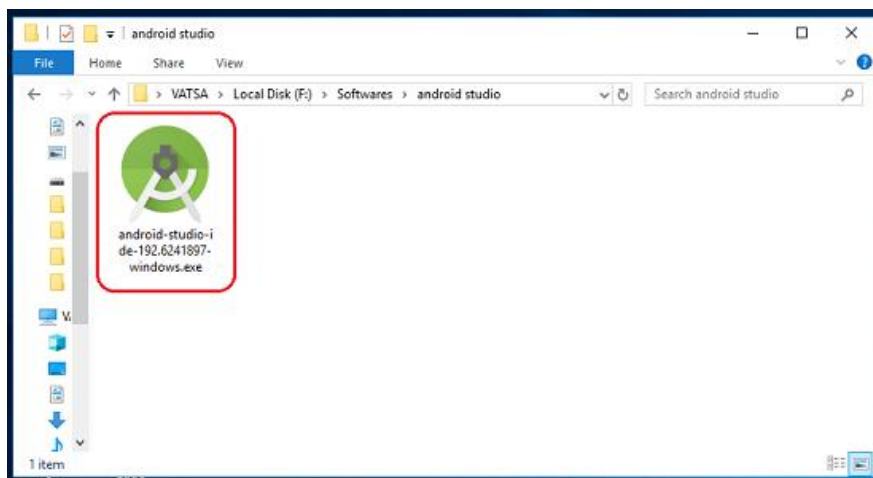 android studio
File Home Share View
VATSA > Local Disk (F:) > Softwares > android studio Search android studio
android-studio-i
de-192.6241897-
windows.exe
1 item